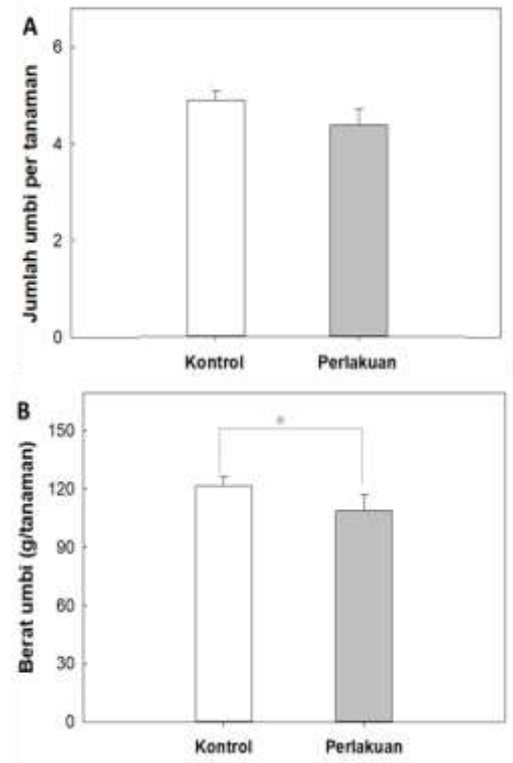 A
Jumlah umbi per tanaman
6
4
2
0
Kontrol Perlakuan
B
*
Berat umbi (g/tanaman)
150
120
90
60
30
0
Kontrol Perlakuan